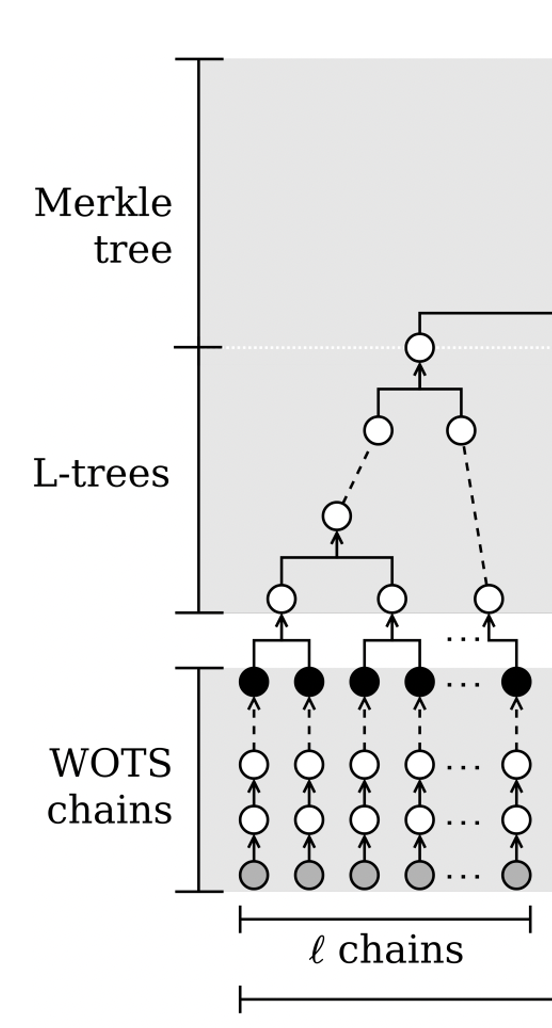 Merkle
tree
L-trees
...
...
WOTS
chains
...
...
...
ℓ chains